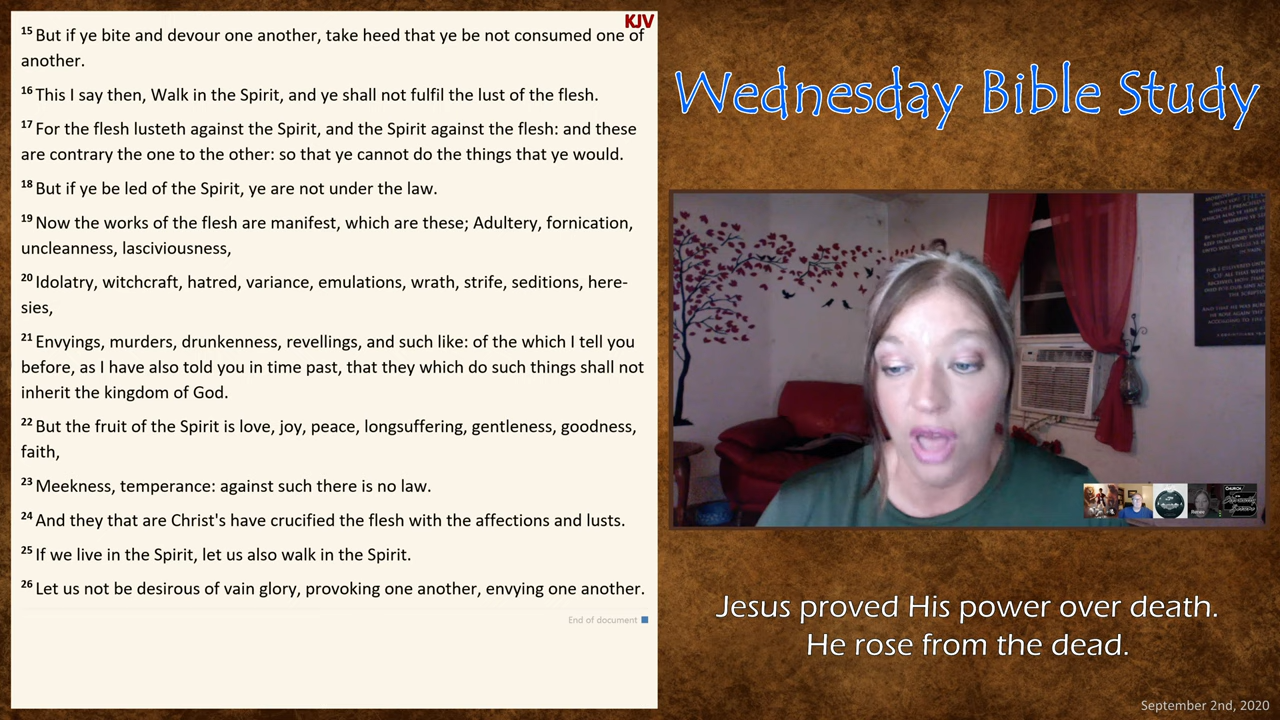 KJV
15 But if ye bite and devour one another, take heed that ye be not consumed one of
another.
16 This I say then, Walk in the Spirit, and ye shall not fulfil the lust of the flesh.
17 For the flesh lusteth against the Spirit, and the Spirit against the flesh: and these
are contrary the one to the other: so that ye cannot do the things that ye would.
18 But if ye be led of the Spirit, ye are not under the law.
19 Now the works of the flesh are manifest, which are these; Adultery, fornication,
uncleanness, lasciviousness,
20 Idolatry, witchcraft, hatred, variance, emulations, wrath, strife, seditions, here-
sies,
21 Envyings, murders, drunkenness, revellings, and such like: of the which I tell you
before, as I have also told you in time past, that they which do such things shall not
inherit the kingdom of God.
22 But the fruit of the Spirit is love, joy, peace, longsuffering, gentleness, goodness,
faith,
23 Meekness, temperance: against such there is no law.
24 And they that are Christ's have crucified the flesh with the affections and lusts.
25 If we live in the Spirit, let us also walk in the Spirit.
26 Let us not be desirous of vain glory, provoking one another, envying one another.
End of document
Wednesday Bible Study
Jesus proved His power over death.
He rose from the dead.
September 2nd, 2020